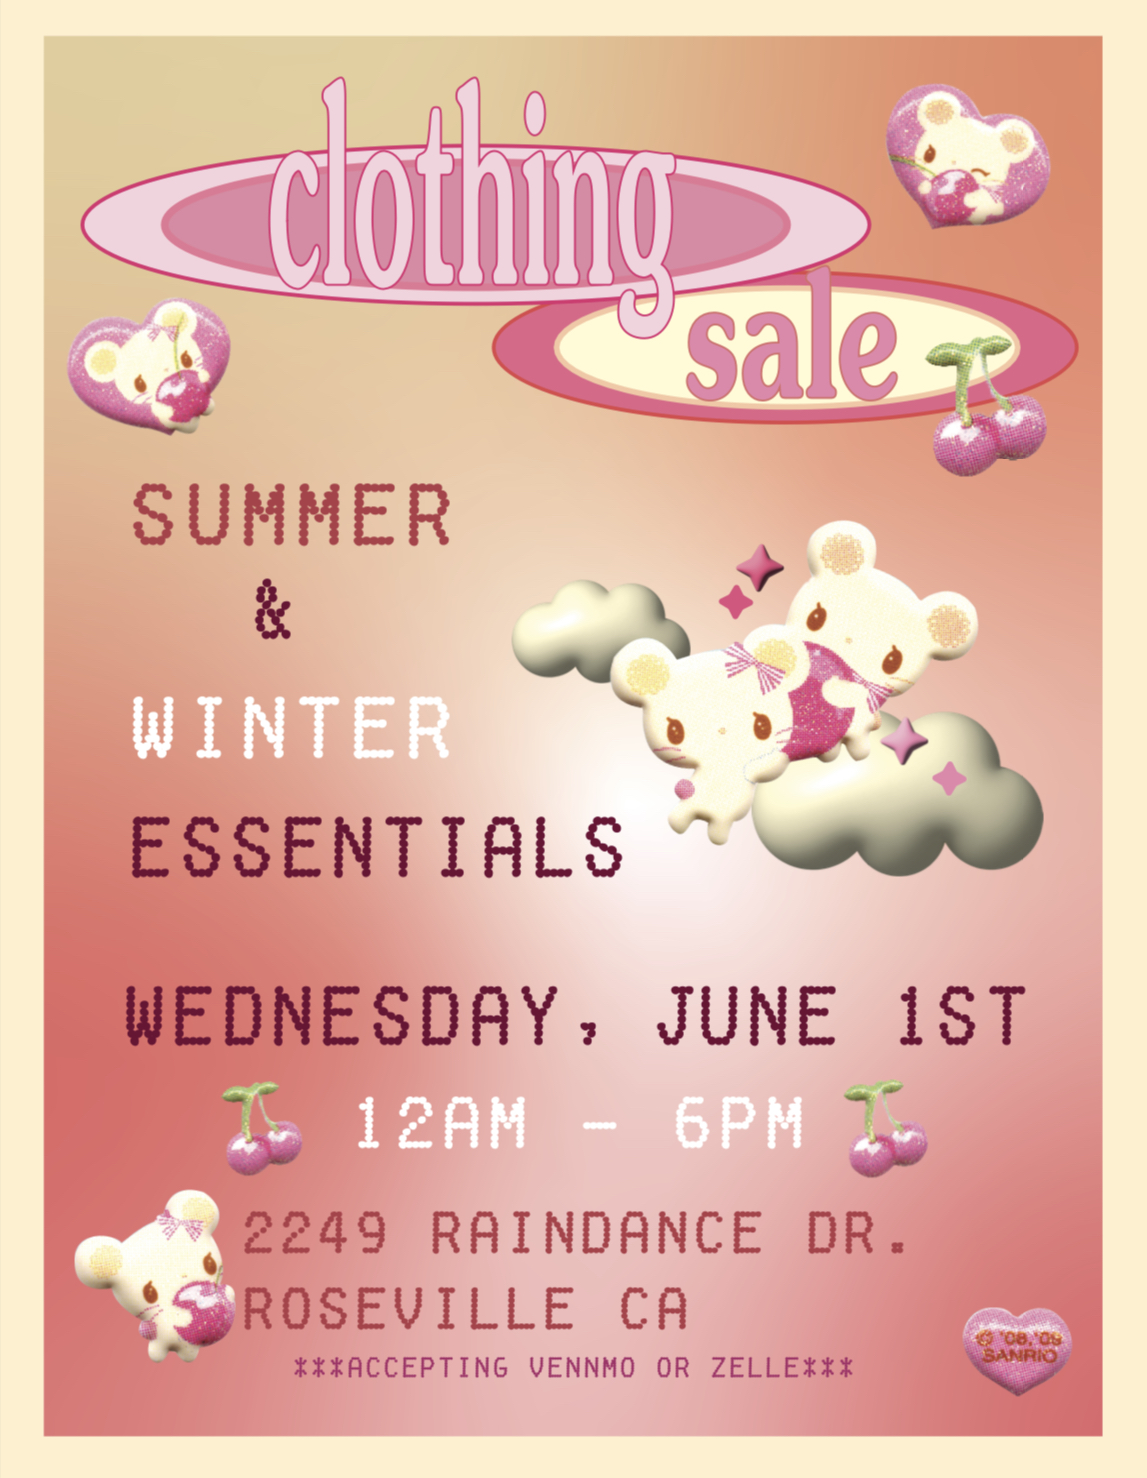 clothing
sale
SUMMER
&
WINTER
ESSENTIALS
WEDNESDAY, JUNE 1ST
12AM - 6PM
2249 RAINDANCE DR.
ROSEVILLE CA
***ACCEPTING VENNMO OR ZELLE***
© '08,'09
SANRIO